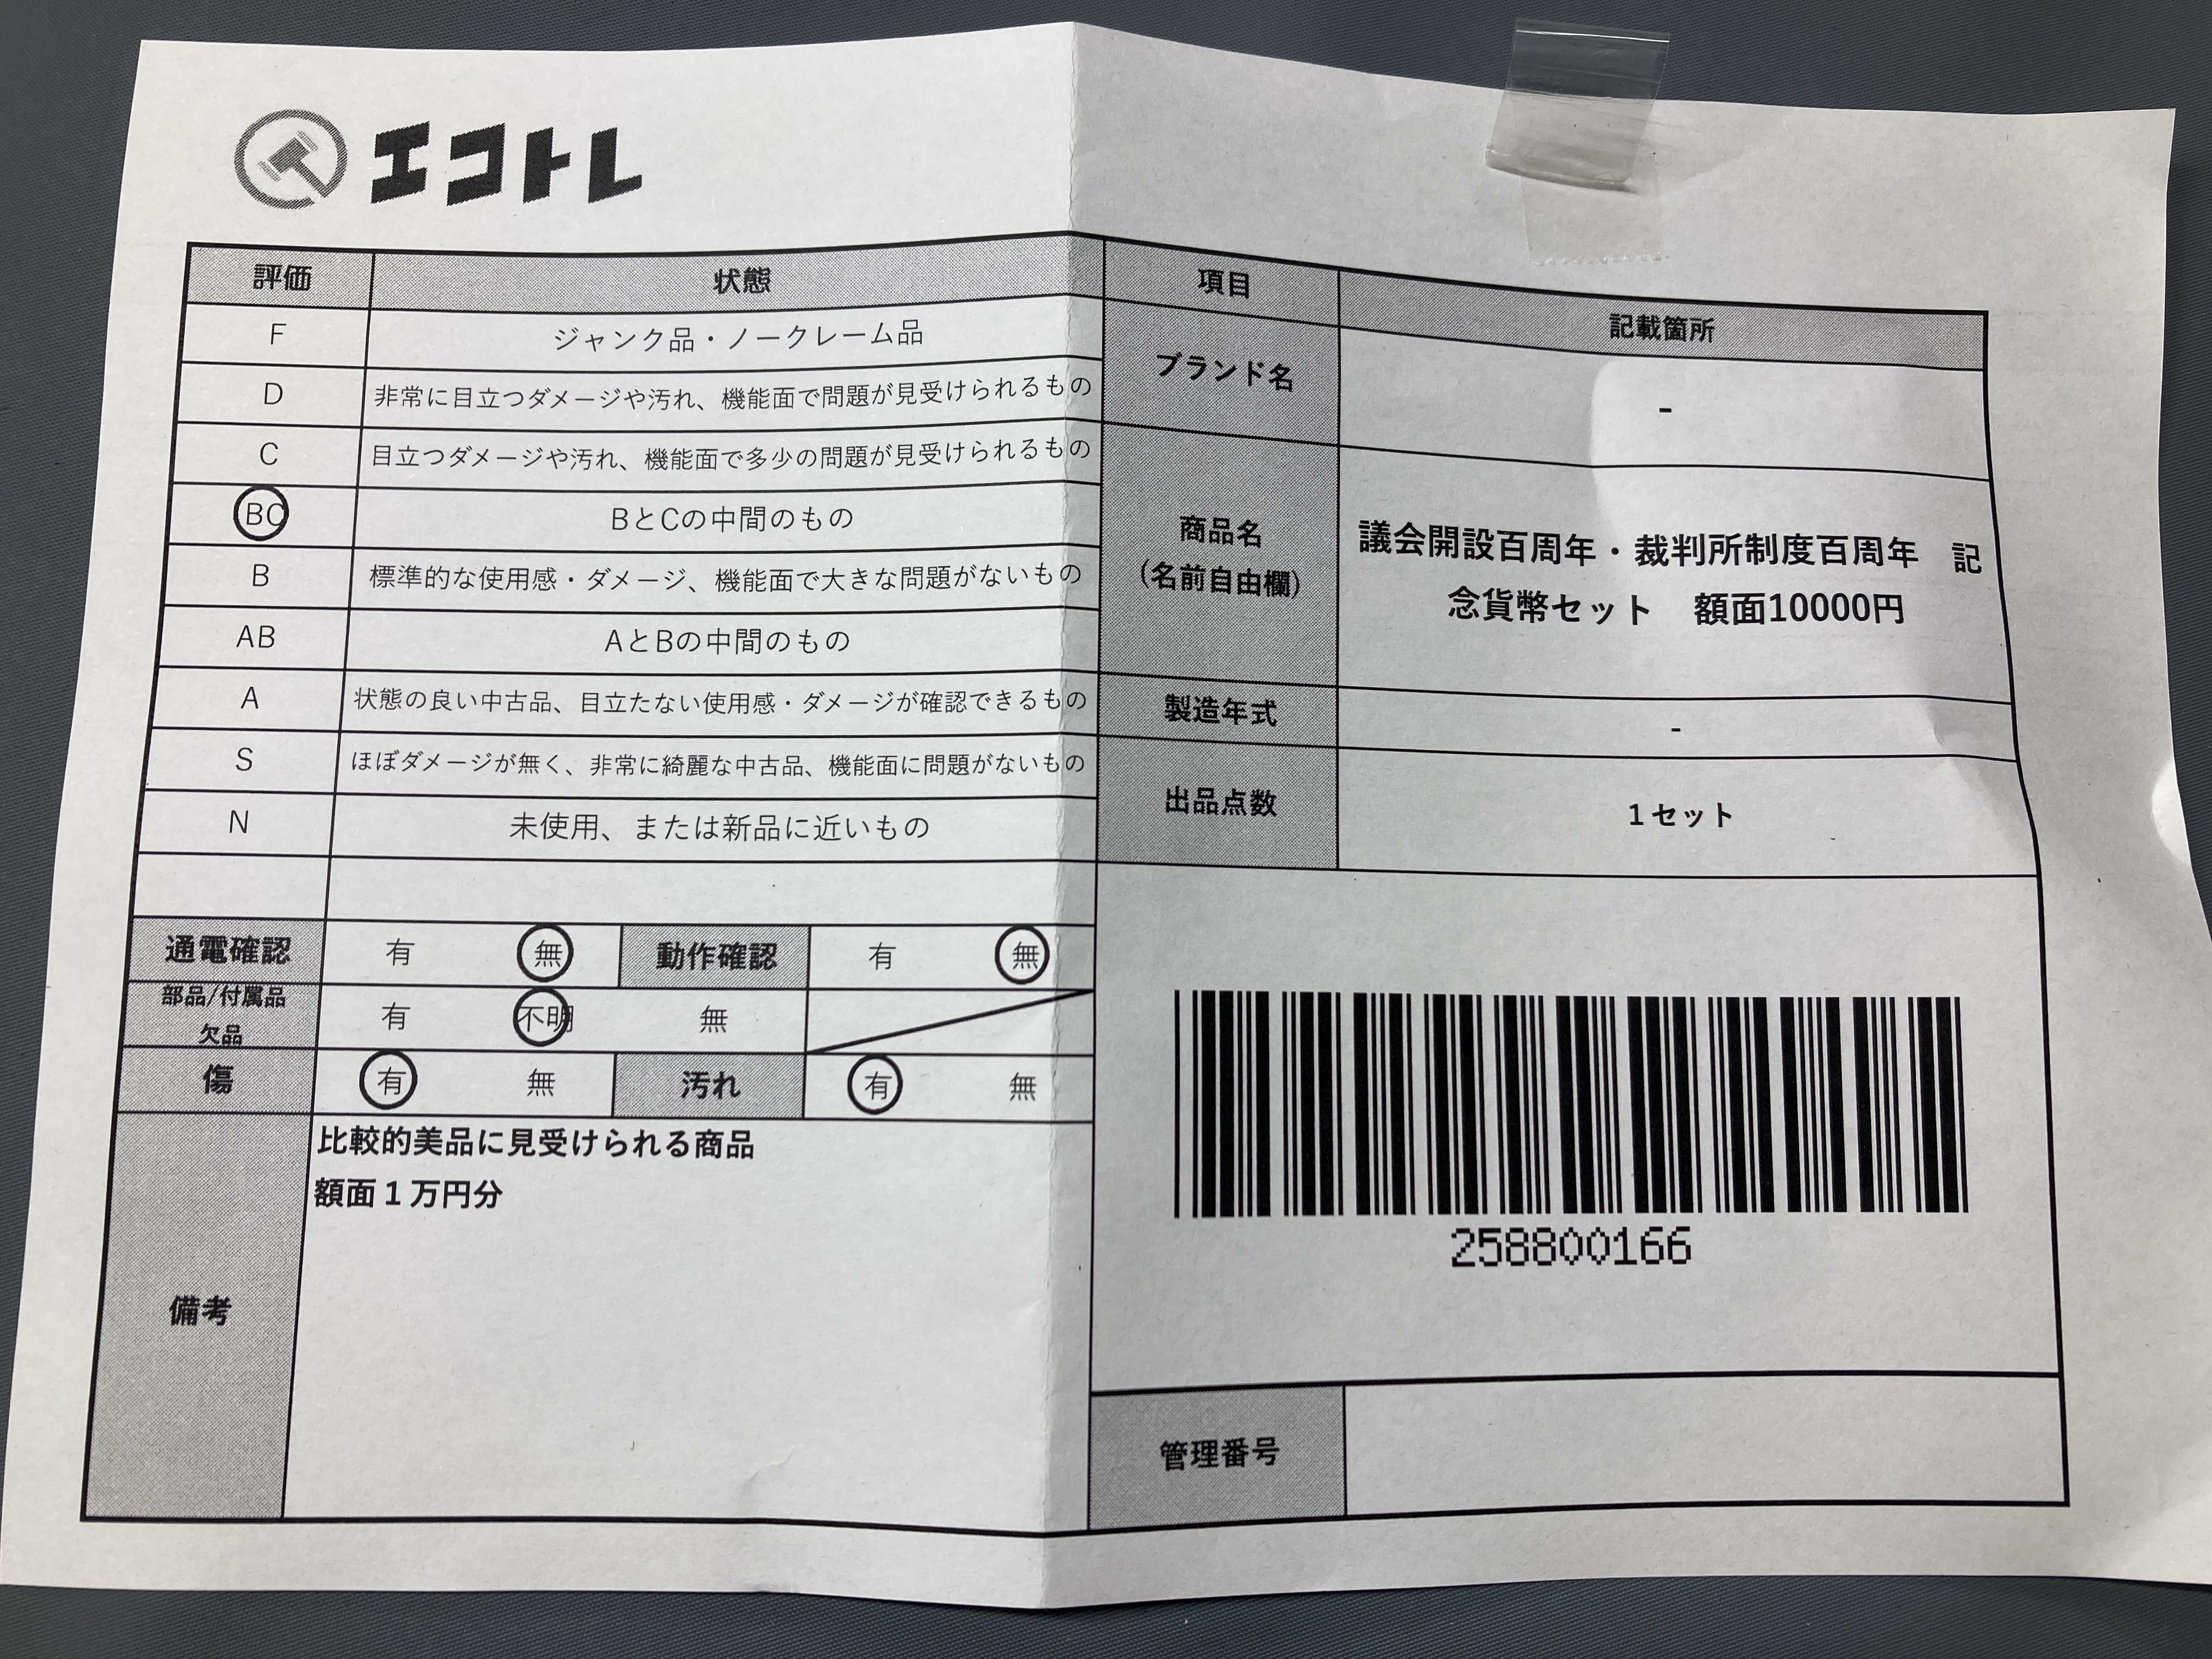 エコトレ
評価 状態
F ジャンク品・ノークレーム品
D 非常に目立つダメージや汚れ、機能面で問題が見受けられるもの
C 目立つダメージや汚れ、機能面で多少の問題が見受けられるもの
BC BとCの中間のもの
B 標準的な使用感・ダメージ、機能面で大きな問題がないもの
AB AとBの中間のもの
A 状態の良い中古品、目立たない使用感・ダメージが確認できるもの
S ほぼダメージが無く、非常に綺麗な中古品、機能面に問題がないもの
N 未使用、または新品に近いもの
通電確認 有 無 動作確認 有 無
部品/付属品
欠品 有 不明 無
傷 有 無 汚れ 有 無
備考
比較的美品に見受けられる商品
額面１万円分
項目 記載箇所
ブランド名 -
商品名
(名前自由欄)
議会開設百周年・裁判所制度百周年　記
念貨幣セット　額面10000円
製造年式 -
出品点数 1セット
258800166
管理番号